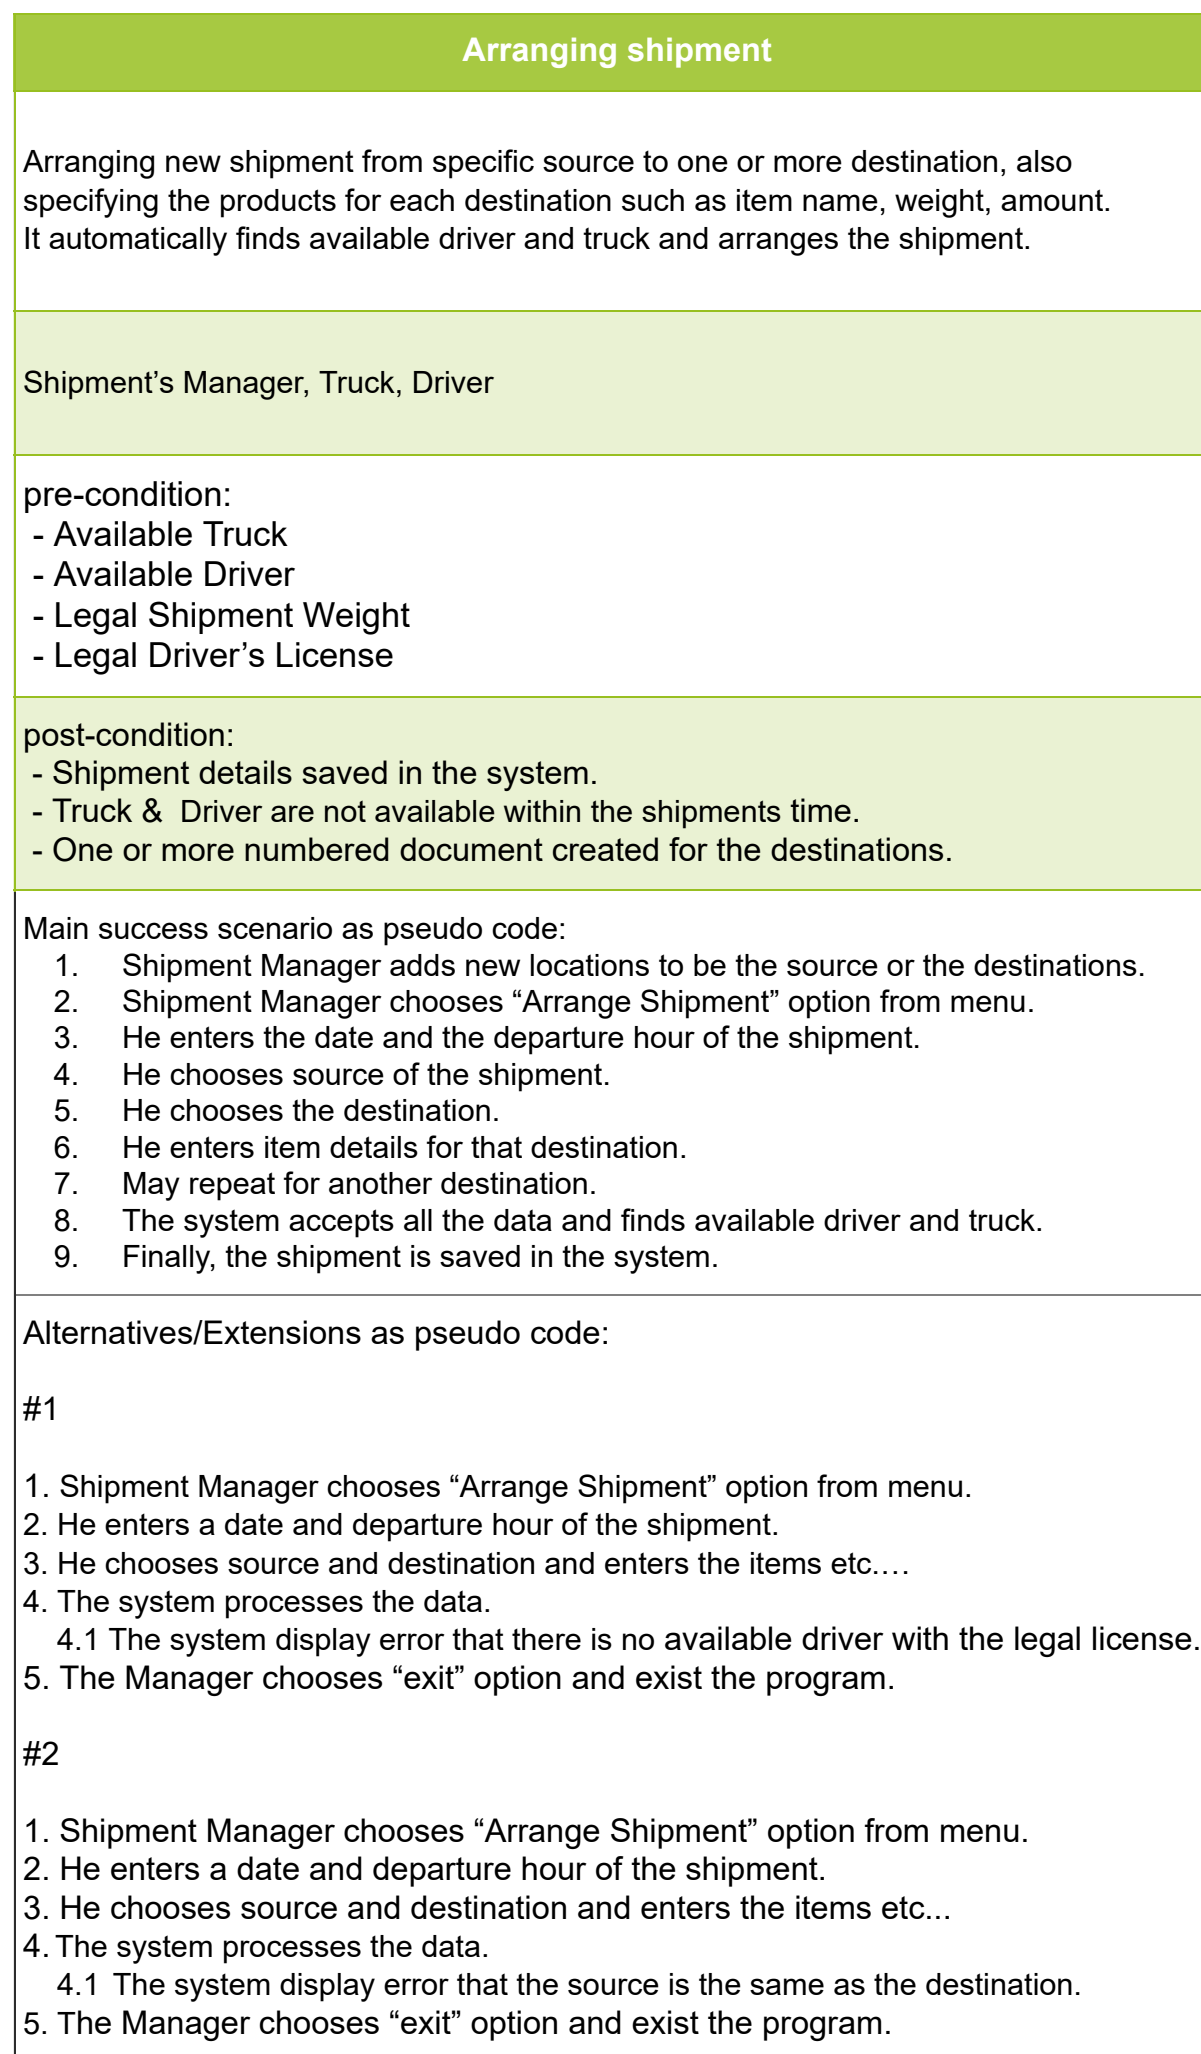 Arranging shipment
Arranging new shipment from specific source to one or more destination, also
specifying the products for each destination such as item name, weight, amount.
It automatically finds available driver and truck and arranges the shipment.
Shipment’s Manager, Truck, Driver
pre-condition:
- Available Truck
- Available Driver
- Legal Shipment Weight
- Legal Driver’s License
post-condition:
- Shipment details saved in the system.
- Truck & Driver are not available within the shipments time.
- One or more numbered document created for the destinations.
Main success scenario as pseudo code:
1. Shipment Manager adds new locations to be the source or the destinations.
2. Shipment Manager chooses “Arrange Shipment” option from menu.
3. He enters the date and the departure hour of the shipment.
4. He chooses source of the shipment.
5. He chooses the destination.
6. He enters item details for that destination.
7. May repeat for another destination.
8. The system accepts all the data and finds available driver and truck.
9. Finally, the shipment is saved in the system.
Alternatives/Extensions as pseudo code:
#1
1. Shipment Manager chooses “Arrange Shipment” option from menu.
2. He enters a date and departure hour of the shipment.
3. He chooses source and destination and enters the items etc.…
4. The system processes the data.
4.1 The system display error that there is no available driver with the legal license.
5. The Manager chooses “exit” option and exist the program.
#2
1. Shipment Manager chooses “Arrange Shipment” option from menu.
2. He enters a date and departure hour of the shipment.
3. He chooses source and destination and enters the items etc...
4. The system processes the data.
4.1 The system display error that the source is the same as the destination.
5. The Manager chooses “exit” option and exist the program.